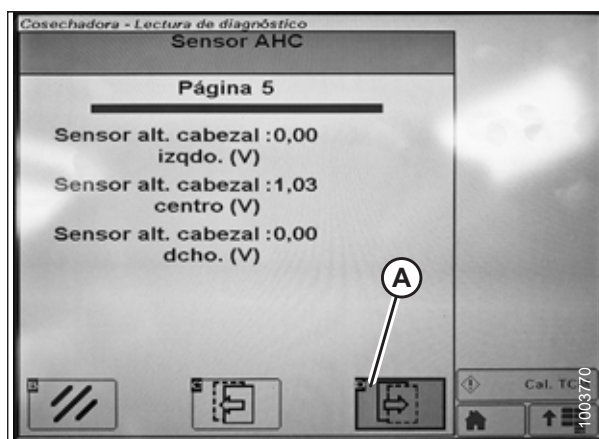 Cosechadora - Lectura de diagnóstico
Sensor AHC
Página 5
Sensor alt. cabezal :0,00
izqdo. (V)
Sensor alt. cabezal :1,03
centro (V)
Sensor alt. cabezal :0,00
dcho. (V)
A
Cal. TC
1003770